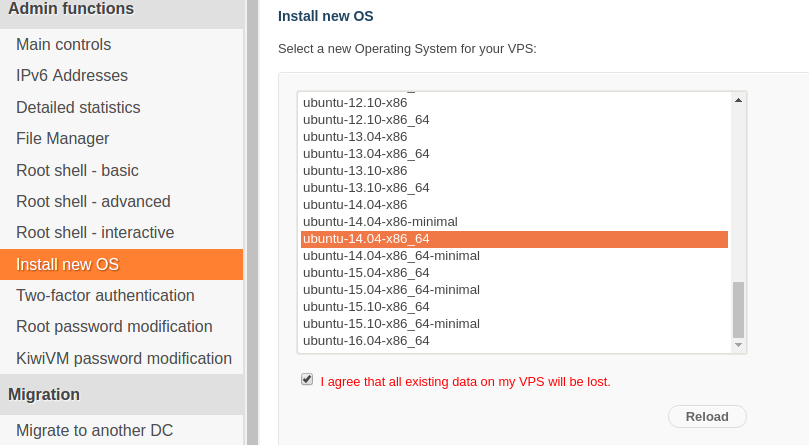 Admin functions
Main controls
IPv6 Addresses
Detailed statistics
File Manager
Root shell - basic
Root shell - advanced
Root shell - interactive
Install new OS
Two-factor authentication
Root password modification
KiwiVM password modification
Migration
Migrate to another DC
Install new OS
Select a new Operating System for your VPS:
ubuntu-12.10-x86
ubuntu-12.10-x86_64
ubuntu-13.04-x86
ubuntu-13.04-x86_64
ubuntu-13.10-x86
ubuntu-13.10-x86_64
ubuntu-14.04-x86
ubuntu-14.04-x86-minimal
ubuntu-14.04-x86_64
ubuntu-14.04-x86_64-minimal
ubuntu-15.04-x86_64
ubuntu-15.04-x86_64-minimal
ubuntu-15.10-x86_64
ubuntu-15.10-x86_64-minimal
ubuntu-16.04-x86_64
I agree that all existing data on my VPS will be lost.
Reload